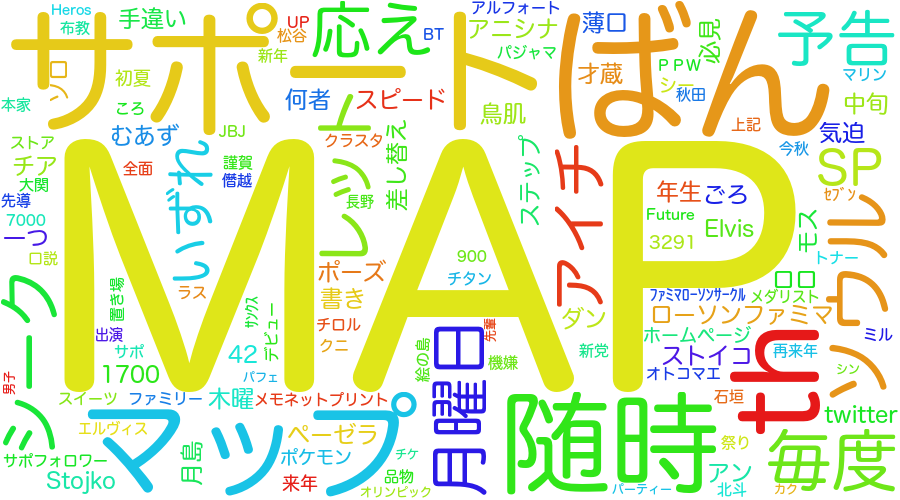 Heros
布教
手違い
UP
松谷
応え
BT
アルフォート
アニシナ
パジャマ
薄口
必見
予告
サポート
ばん
新年
初夏
ソロ
本家
ころ
何者
スピード
鳥肌
才蔵
PPW
シー
秋田
マリン
中旬
上記
気迫
今秋
むあず
JBJ
クラスタ
ストア
チア
大関
全面
謹賀
僭越
いずれ
レット
差し替え
ステップ
アイチ
SP
ｾﾌﾞﾝ
先導
7000
一つ
口説
長野
年生
ごろ
Future
Elvis
3291
モス
トナー
MAP
900
チタン
ポーズ
書き
ラス
置き場
ｻﾝｸｽ
デビュー
チロル
クニ
出演
サポ
42
1700
シーク
ロロ
ﾌｧﾐﾏﾛｰｿﾝｻｰｸﾙ
メダリスト
ローソンファミマ
ダン
ホームページ
ソウル
ミル
先輩
月曜日
絵の島
機嫌
新党
ストイコ
再来年
オトコマエ
シン
th
石垣
男子
スイーツ
ファミリー
木曜
パフェ
メモネットプリント
エルヴィス
マップ
ペーゼラ
ポケモン
チケ
月島
サポフォロワー
Stojko
来年
品物
オリンピック
随時
twitter
祭り
毎度
アン
北斗
パーティー
カク